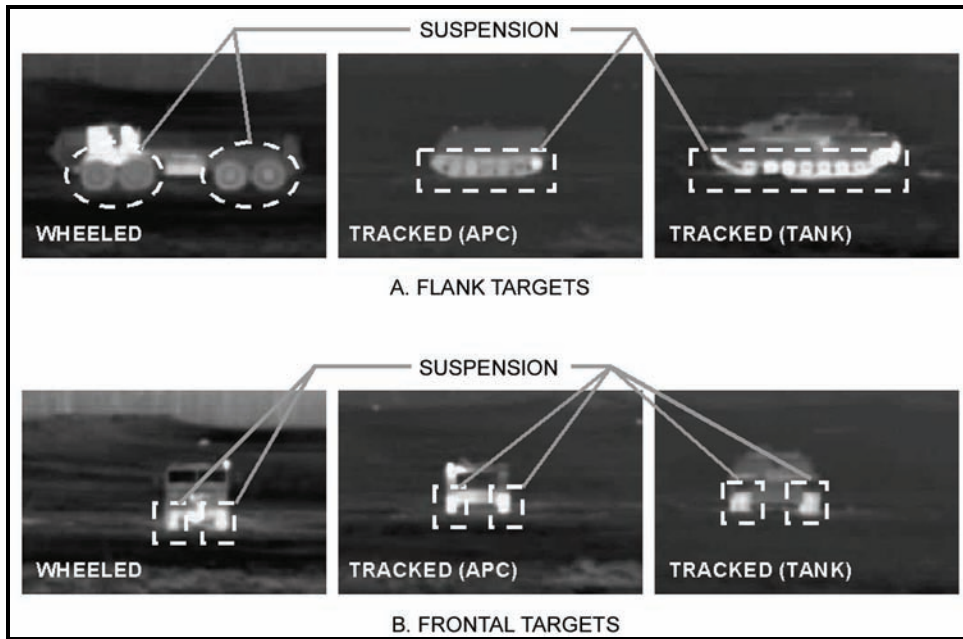 SUSPENSION
WHEELED
TRACKED (APC)
TRACKED (TANK)
A. FLANK TARGETS
SUSPENSION
WHEELED
TRACKED (APC)
TRACKED (TANK)
B. FRONTAL TARGETS